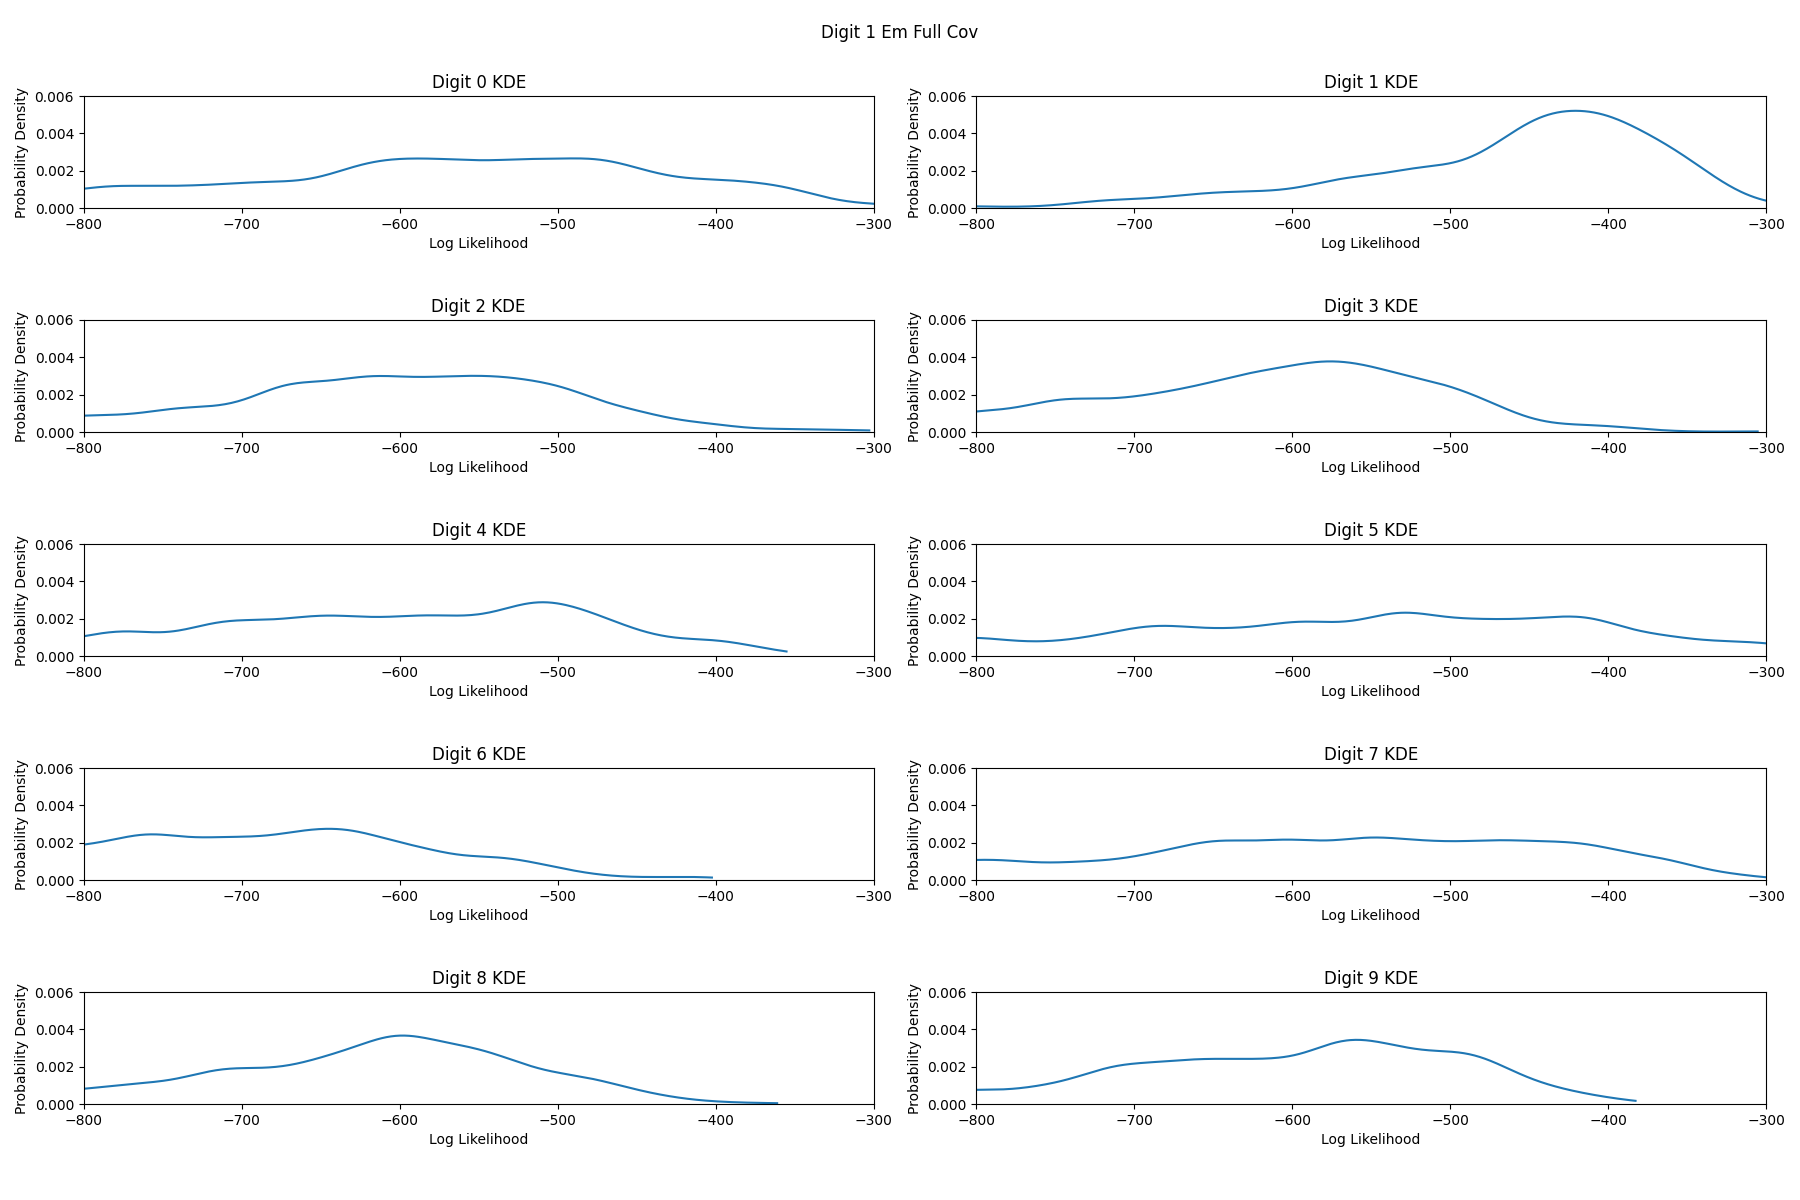 Digit 1 Em Full Cov
Digit 0 KDE
Probability Density
0.006
0.004
0.002
0.000
−800 −700 −600 −500 −400 −300
Log Likelihood
Digit 1 KDE
Probability Density
0.006
0.004
0.002
0.000
−800 −700 −600 −500 −400 −300
Log Likelihood
Digit 2 KDE
Probability Density
0.006
0.004
0.002
0.000
−800 −700 −600 −500 −400 −300
Log Likelihood
Digit 3 KDE
Probability Density
0.006
0.004
0.002
0.000
−800 −700 −600 −500 −400 −300
Log Likelihood
Digit 4 KDE
Probability Density
0.006
0.004
0.002
0.000
−800 −700 −600 −500 −400 −300
Log Likelihood
Digit 5 KDE
Probability Density
0.006
0.004
0.002
0.000
−800 −700 −600 −500 −400 −300
Log Likelihood
Digit 6 KDE
Probability Density
0.006
0.004
0.002
0.000
−800 −700 −600 −500 −400 −300
Log Likelihood
Digit 7 KDE
Probability Density
0.006
0.004
0.002
0.000
−800 −700 −600 −500 −400 −300
Log Likelihood
Digit 8 KDE
Probability Density
0.006
0.004
0.002
0.000
−800 −700 −600 −500 −400 −300
Log Likelihood
Digit 9 KDE
Probability Density
0.006
0.004
0.002
0.000
−800 −700 −600 −500 −400 −300
Log Likelihood